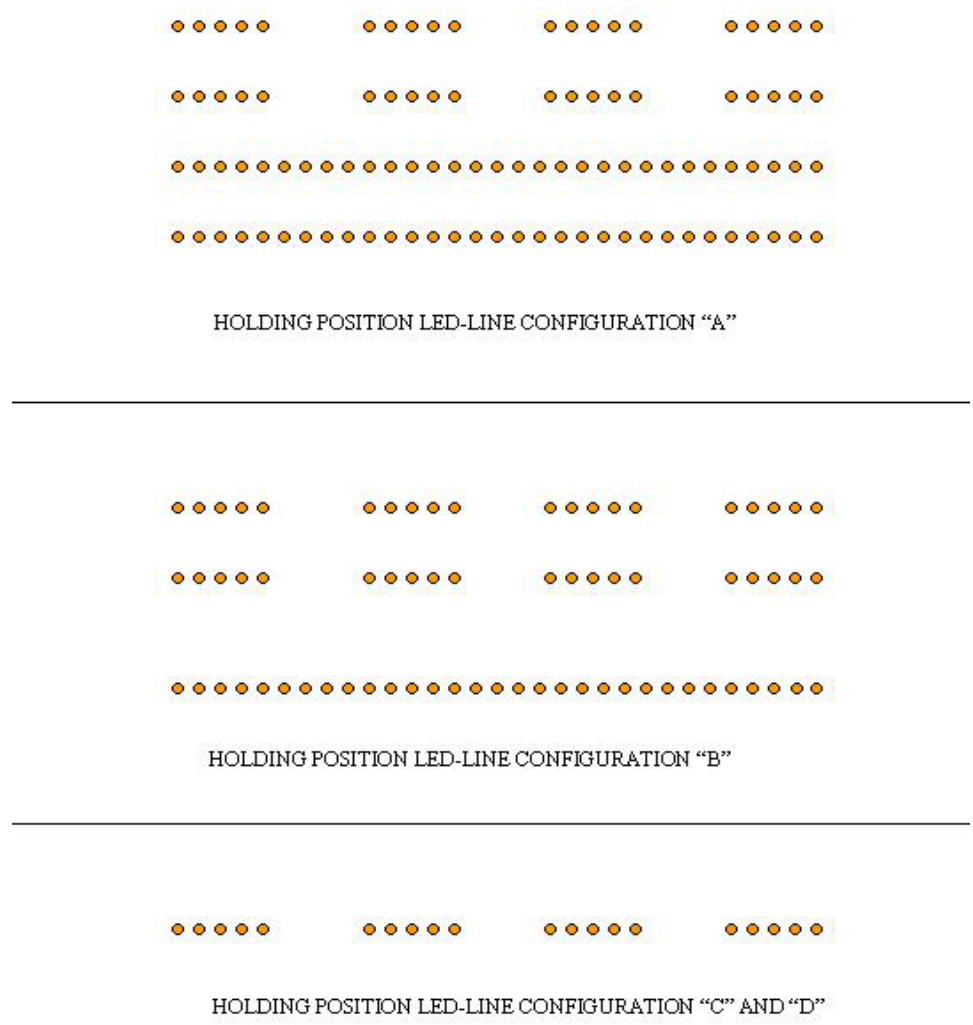 HOLDING POSITION LED-LINE CONFIGURATION “A”
HOLDING POSITION LED-LINE CONFIGURATION “B”
HOLDING POSITION LED-LINE CONFIGURATION “C” AND “D”